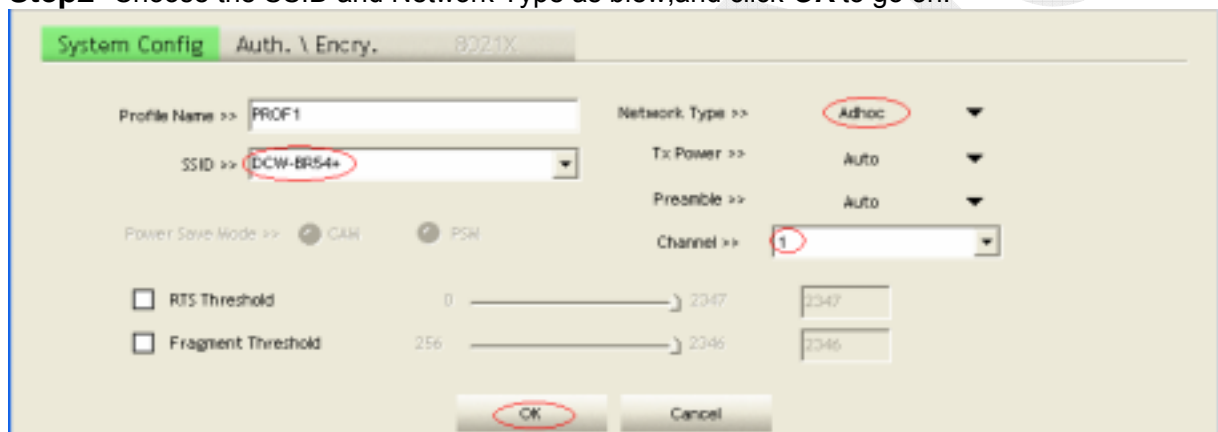 Step2 Choose the SSID and Network Type as blow,and click OK to go on.
System Config Auth. \ Encry. 8021X
Profile Name >> PROF1 Network Type >> Adhoc
SSID >> DCW-BR54+ Tx Power >> Auto
Preamble >> Auto
Power Save Mode >> CAM PSM Channel >> 1
RTS Threshold 0 2347 2347
Fragment Threshold 256 2346 2346
OK Cancel